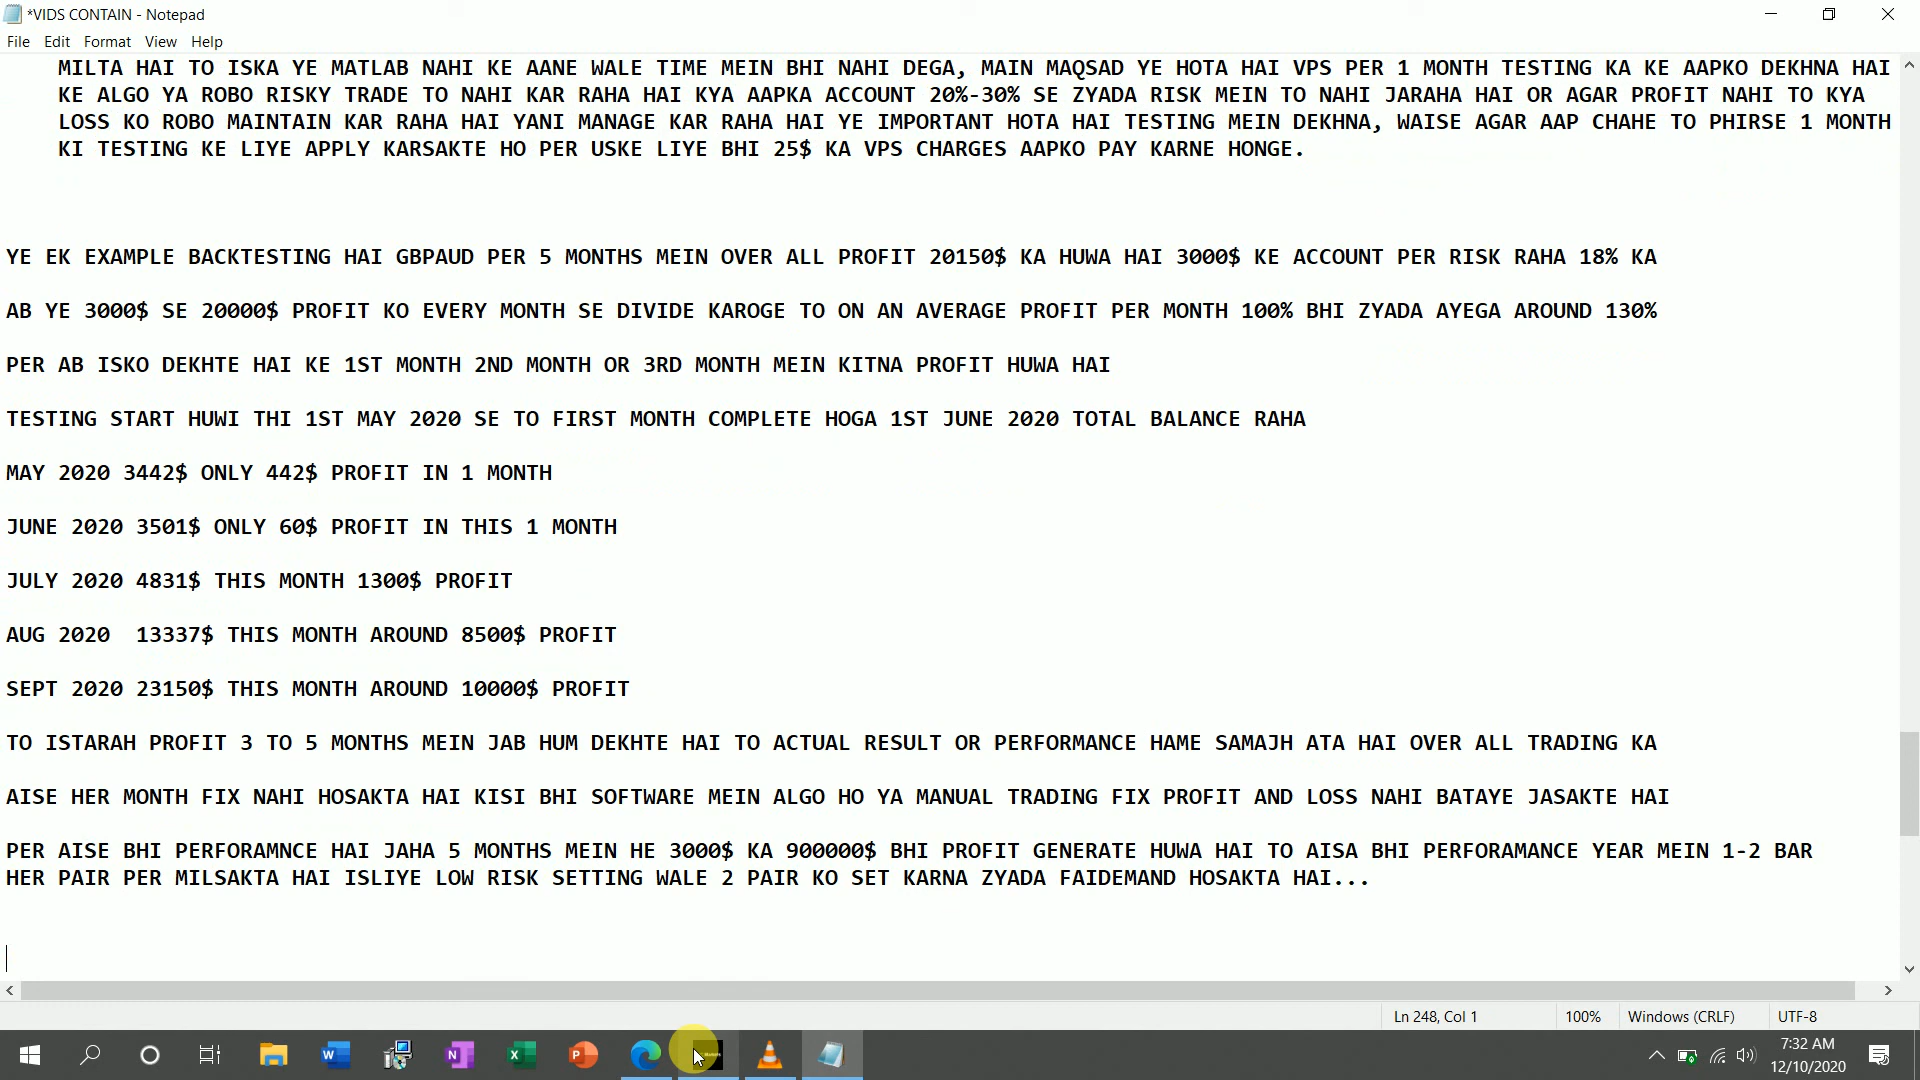 *VIDS CONTAIN - Notepad
File Edit Format View Help
MILTA HAI TO ISKA YE MATLAB NAHI KE AANE WALE TIME MEIN BHI NAHI DEGA, MAIN MAQSAD YE HOTA HAI VPS PER 1 MONTH TESTING KA KE AAPKO DEKHNA HAI
KE ALGO YA ROBO RISKY TRADE TO NAHI KAR RAHA HAI KYA AAPKA ACCOUNT 20%-30% SE ZYADA RISK MEIN TO NAHI JARAHA HAI OR AGAR PROFIT NAHI TO KYA
LOSS KO ROBO MAINTAIN KAR RAHA HAI YANI MANAGE KAR RAHA HAI YE IMPORTANT HOTA HAI TESTING MEIN DEKHNA, WAISE AGAR AAP CHAHE TO PHIRSE 1 MONTH
KI TESTING KE LIYE APPLY KARSAKTE HO PER USKE LIYE BHI 25$ KA VPS CHARGES AAPKO PAY KARNE HONGE.
YE EK EXAMPLE BACKTESTING HAI GBPAUD PER 5 MONTHS MEIN OVER ALL PROFIT 20150$ KA HUWA HAI 3000$ KE ACCOUNT PER RISK RAHA 18% KA
AB YE 3000$ SE 20000$ PROFIT KO EVERY MONTH SE DIVIDE KAROGE TO ON AN AVERAGE PROFIT PER MONTH 100% BHI ZYADA AYEGA AROUND 130%
PER AB ISKO DEKHTE HAI KE 1ST MONTH 2ND MONTH OR 3RD MONTH MEIN KITNA PROFIT HUWA HAI
TESTING START HUWI THI 1ST MAY 2020 SE TO FIRST MONTH COMPLETE HOGA 1ST JUNE 2020 TOTAL BALANCE RAHA
MAY 2020 3442$ ONLY 442$ PROFIT IN 1 MONTH
JUNE 2020 3501$ ONLY 60$ PROFIT IN THIS 1 MONTH
JULY 2020 4831$ THIS MONTH 1300$ PROFIT
AUG 2020  13337$ THIS MONTH AROUND 8500$ PROFIT
SEPT 2020 23150$ THIS MONTH AROUND 10000$ PROFIT
TO ISTARAH PROFIT 3 TO 5 MONTHS MEIN JAB HUM DEKHTE HAI TO ACTUAL RESULT OR PERFORMANCE HAME SAMAJH ATA HAI OVER ALL TRADING KA
AISE HER MONTH FIX NAHI HOSAKTA HAI KISI BHI SOFTWARE MEIN ALGO HO YA MANUAL TRADING FIX PROFIT AND LOSS NAHI BATAYE JASAKTE HAI
PER AISE BHI PERFORAMNCE HAI JAHA 5 MONTHS MEIN HE 3000$ KA 900000$ BHI PROFIT GENERATE HUWA HAI TO AISA BHI PERFORAMANCE YEAR MEIN 1-2 BAR
HER PAIR PER MILSAKTA HAI ISLIYE LOW RISK SETTING WALE 2 PAIR KO SET KARNA ZYADA FAIDEMAND HOSAKTA HAI...
Ln 248, Col 1 100% Windows (CRLF) UTF-8
7:32 AM
12/10/2020